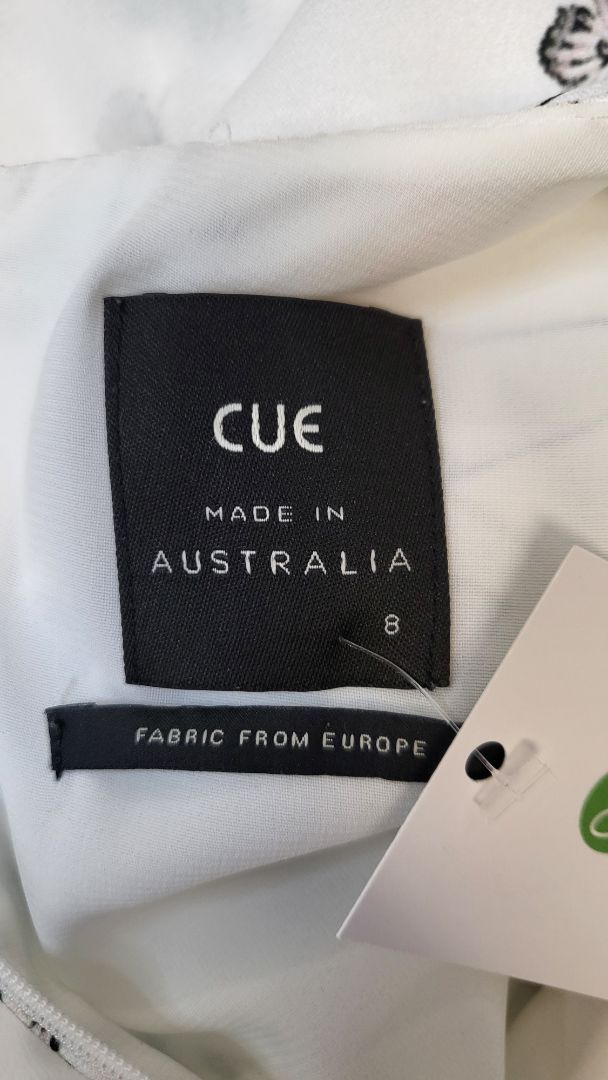 CUE
MADE IN
AUSTRALIA
8
FABRIC FROM EUROPE